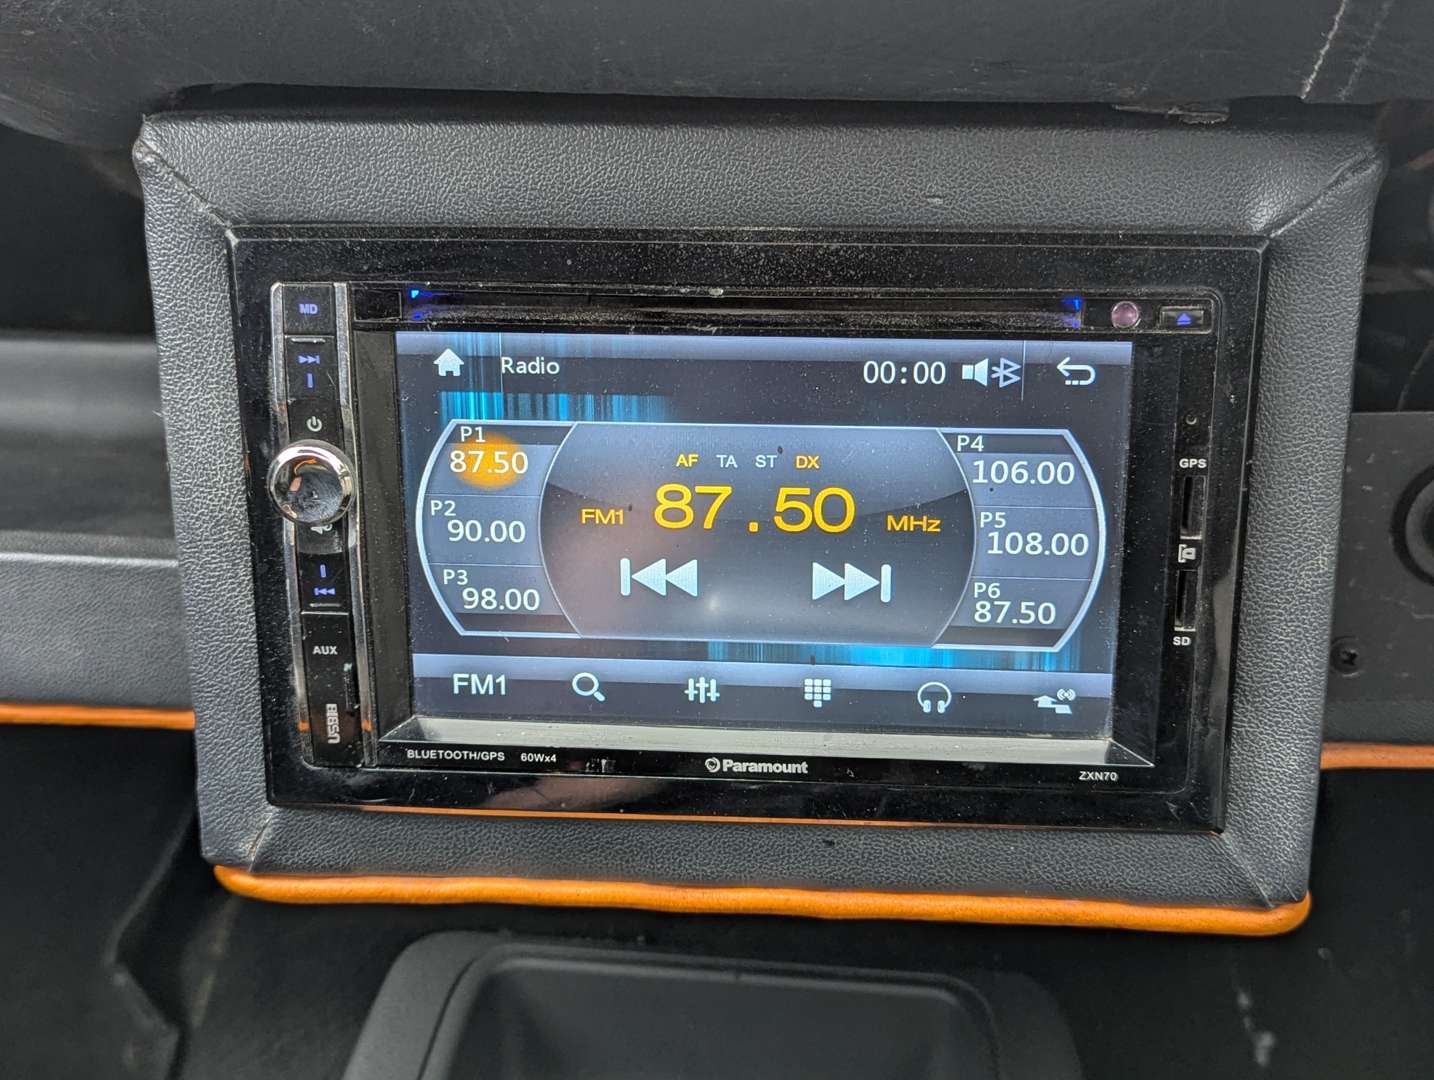 MD
Radio
00:00
P1
87.50
P2
90.00
P3
98.00
AF TA ST DX
FM1 87.50 MHz
P4
106.00
P5
108.00
P6
87.50
FM1
AUX
USB
GPS
SD
BLUETOOTH/GPS 60Wx4
Paramount
ZXN70